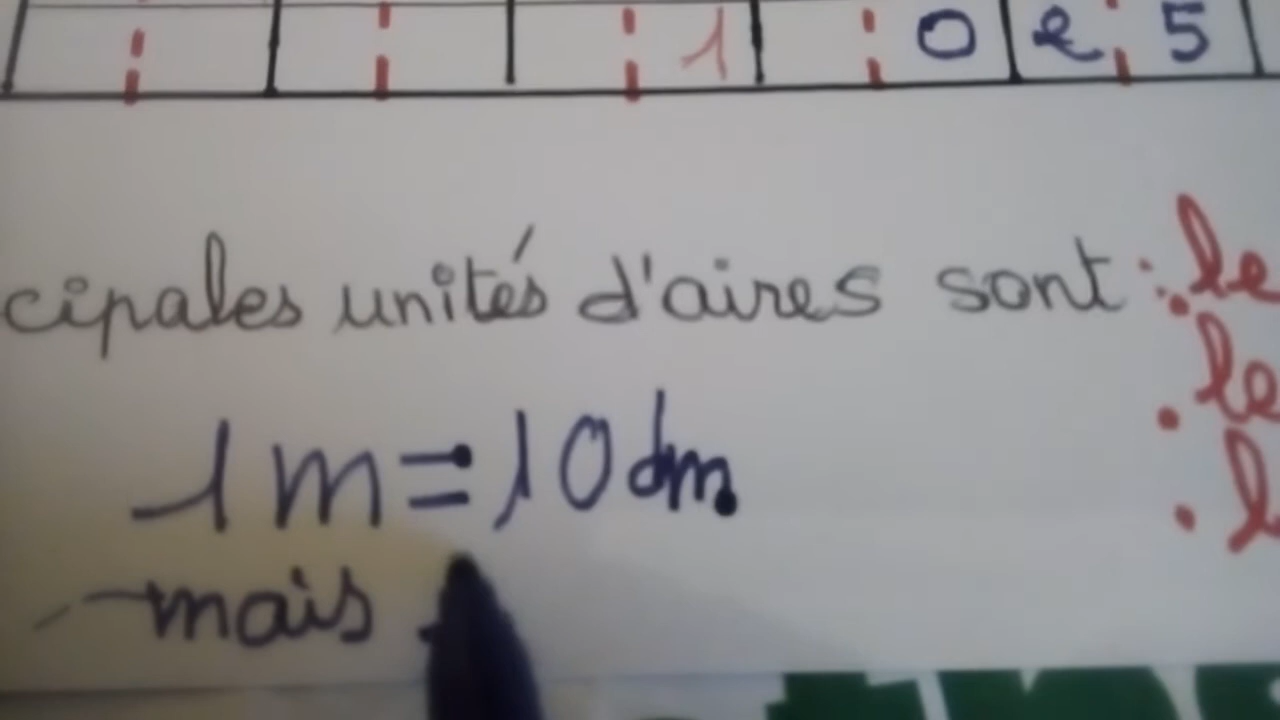 1 0 2 5
cipales unités d'aires sont : le
le
1 m = 10 dm
mais